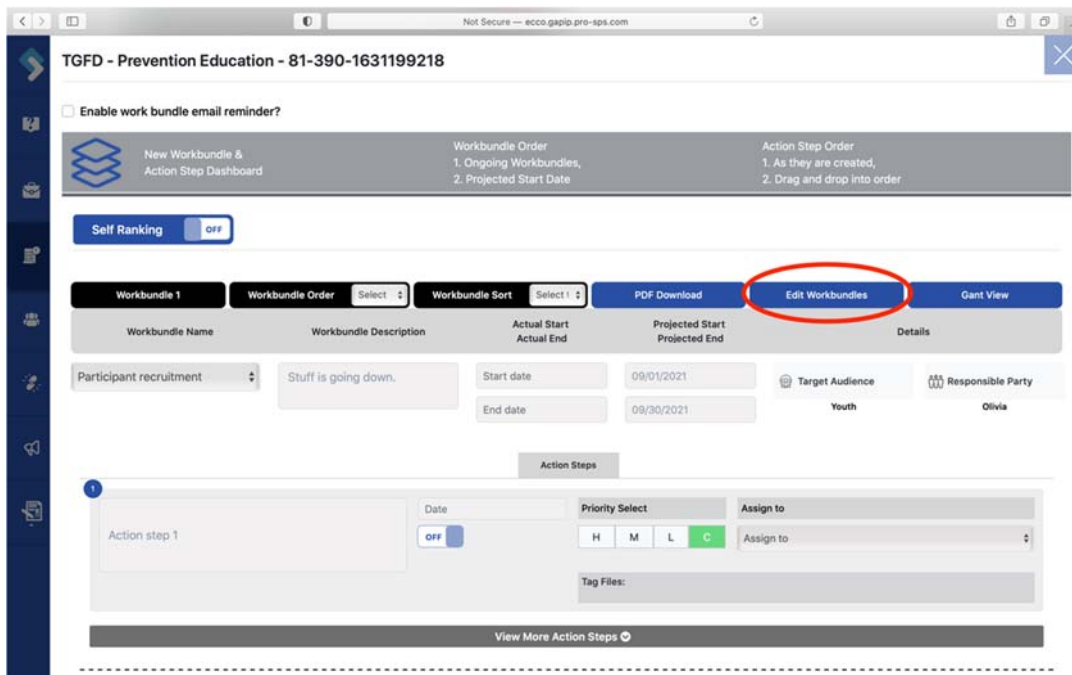 Not Secure — ecco.gapip.pro-sps.com
TGFD - Prevention Education - 81-390-1631199218
Enable work bundle email reminder?
New Workbundle &
Action Step Dashboard
Workbundle Order
1. Ongoing Workbundles,
2. Projected Start Date
Action Step Order
1. As they are created,
2. Drag and drop into order
Self Ranking OFF
Workbundle 1 Workbundle Order Select Workbundle Sort Select PDF Download Edit Workbundles Gant View
Workbundle Name Workbundle Description Actual Start Projected Start Details
Actual End Projected End
Participant recruitment Stuff is going down. Start date 09/01/2021 Target Audience Responsible Party
End date 09/30/2021 Youth Olivia
Action Steps
1
Date Priority Select Assign to
Action step 1 OFF H M L C Assign to
Tag Files:
View More Action Steps